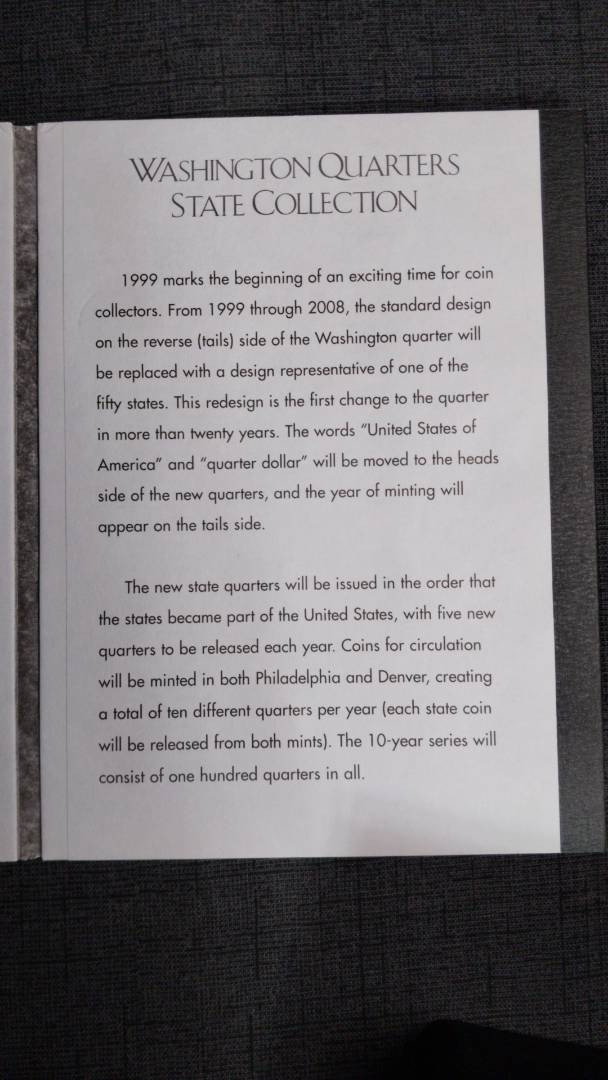 WASHINGTON QUARTERS
STATE COLLECTION
1999 marks the beginning of an exciting time for coin
collectors. From 1999 through 2008, the standard design
on the reverse (tails) side of the Washington quarter will
be replaced with a design representative of one of the
fifty states. This redesign is the first change to the quarter
in more than twenty years. The words “United States of
America” and “quarter dollar” will be moved to the heads
side of the new quarters, and the year of minting will
appear on the tails side.
The new state quarters will be issued in the order that
the states became part of the United States, with five new
quarters to be released each year. Coins for circulation
will be minted in both Philadelphia and Denver, creating
a total of ten different quarters per year (each state coin
will be released from both mints). The 10-year series will
consist of one hundred quarters in all.